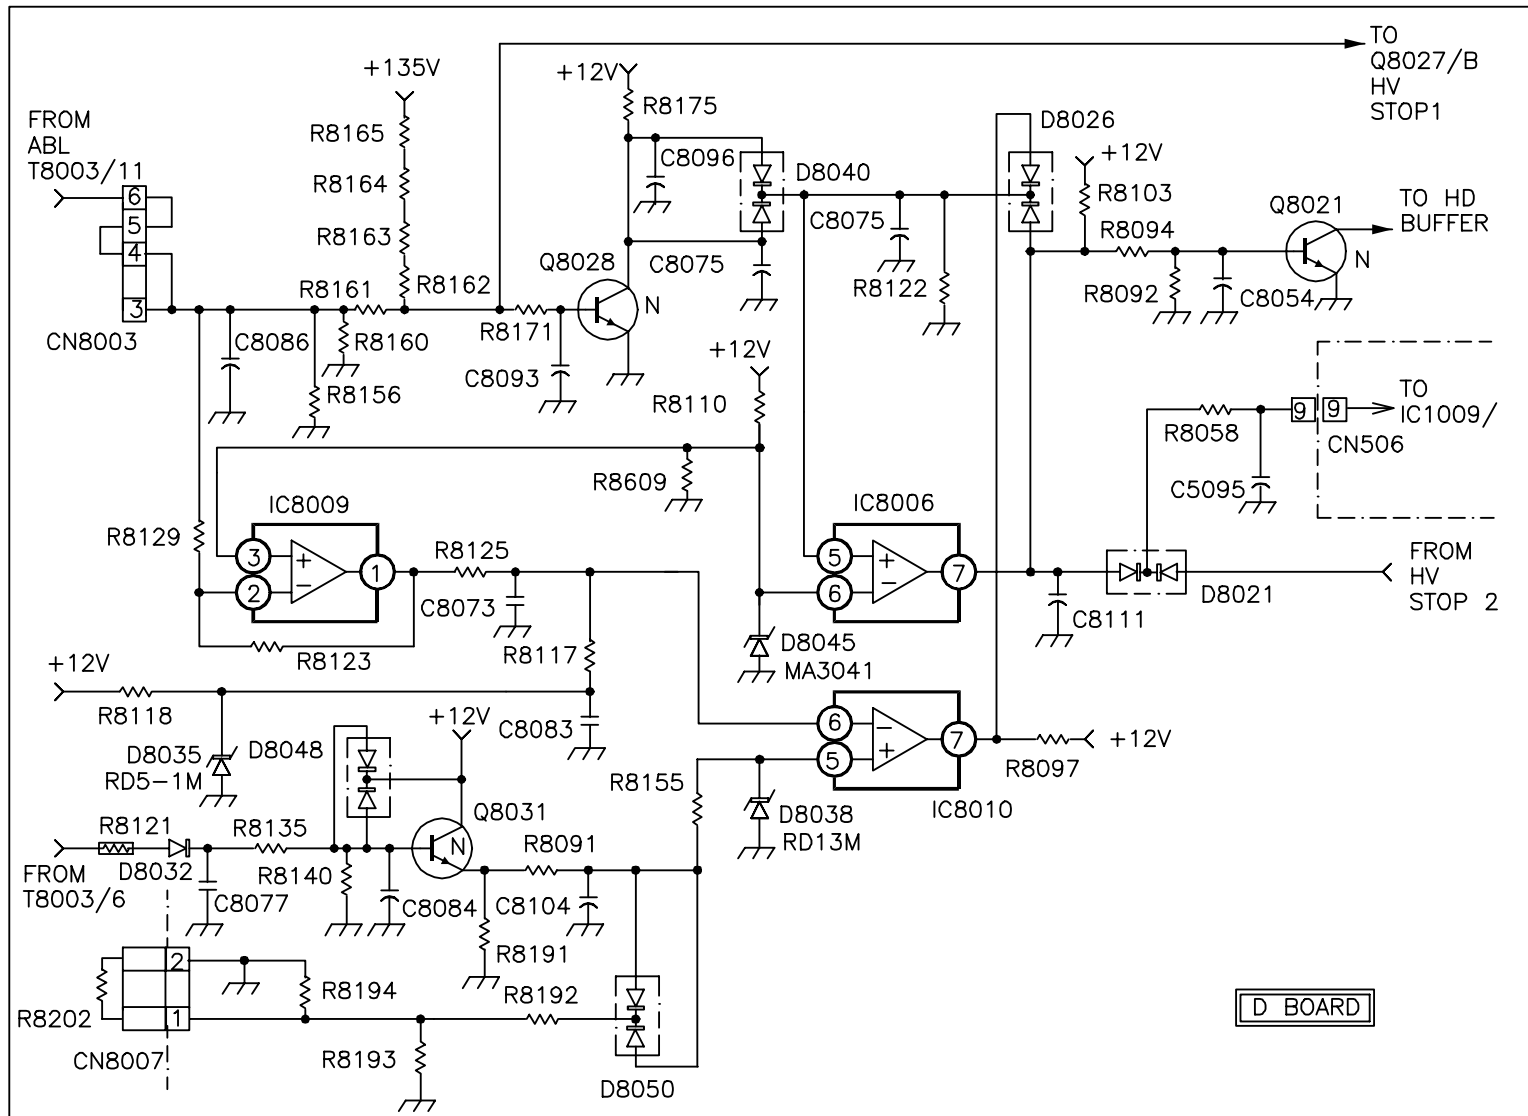 TO
Q8027/B
HV
STOP1
+135V
+12V
R8175
D8026
FROM
ABL
T8003/11
R8165
C8096
+12V
R8164
D8040
R8103
6
5
4
3
C8075
Q8021
TO HD
BUFFER
R8163
Q8028
C8075
R8094
N
R8161
R8162
N
R8122
R8092
C8054
CN8003
C8086
R8160
R8171
+12V
C8093
R8156
R8110
TO
IC1009/
9
9
R8058
CN506
R8609
C5095
IC8009
IC8006
R8129
3
+
1
R8125
5
+
7
FROM
HV
STOP 2
2
−
C8073
6
−
D8021
C8111
R8123
R8117
D8045
MA3041
+12V
R8118
C8083
+12V
6
−
7
+12V
D8035
RD5-1M
D8048
R8155
5
+
R8097
Q8031
D8038
RD13M
IC8010
R8121
R8135
N
R8091
FROM
T8003/6
D8032
R8140
C8077
C8084
C8104
R8191
2
R8194
R8192
R8202
1
D BOARD
CN8007
R8193
D8050